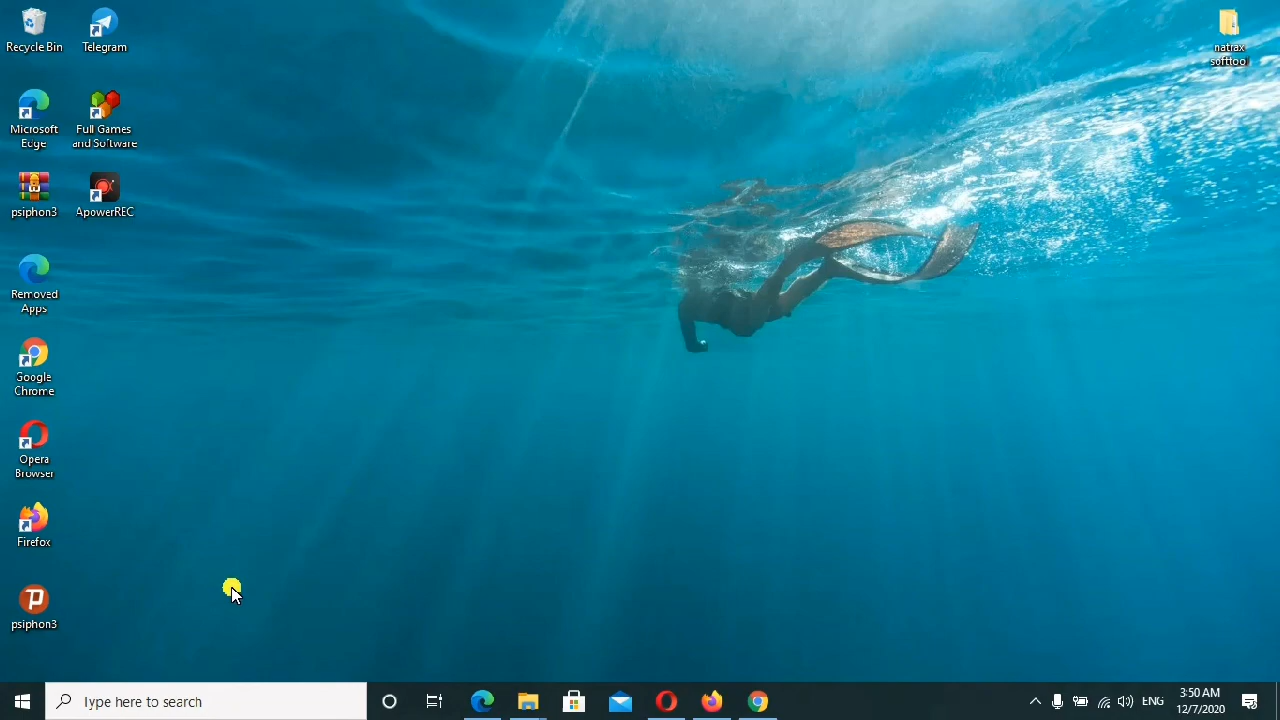 Recycle Bin
Telegram
natrax
softtool
Microsoft
Edge
Full Games
and Software
psiphon3
ApowerREC
Removed
Apps
Google
Chrome
Opera
Browser
Firefox
psiphon3
Type here to search
ENG
3:50 AM
12/7/2020